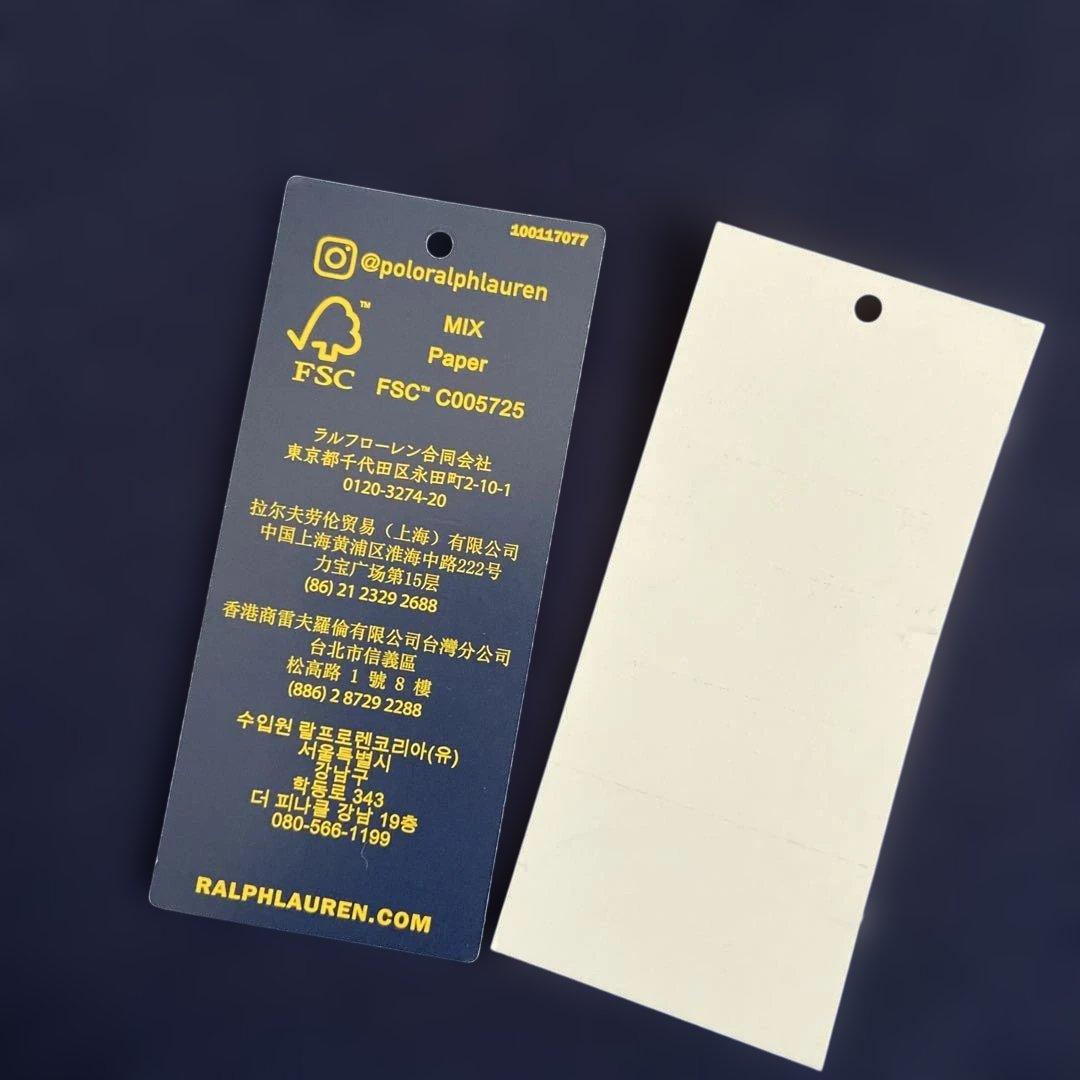 100117077
@poloralphlauren
FSC™
MIX
Paper
FSC™ C005725
ラルフローレン合同会社
東京都千代田区永田町2-10-1
0120-3274-20
拉尔夫劳伦贸易（上海）有限公司
中国上海黄浦区淮海中路222号
力宝广场第15层
(86) 21 2329 2688
香港商雷夫羅倫有限公司台灣分公司
台北市信義區
松高路 1 號 8 樓
(886) 2 8729 2288
수입원 랄프로렌코리아(유)
서울특별시
강남구
학동로 343
더 피나클 강남 19층
080-566-1199
RALPHLAUREN.COM